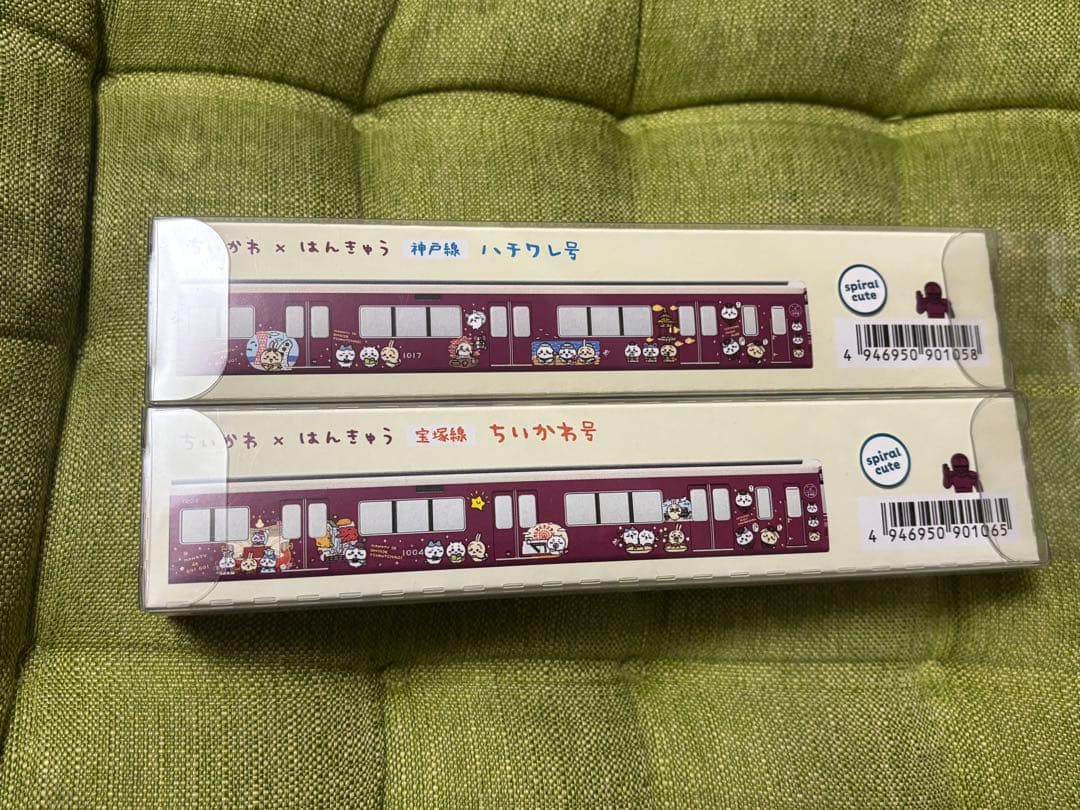 ちいかわ × はんきゅう 神戸線 ハチワレ号
spiral
cute
1017
4 946950 901058
ちいかわ × はんきゅう 宝塚線 ちいかわ号
spiral
cute
1004
4 946950 901065